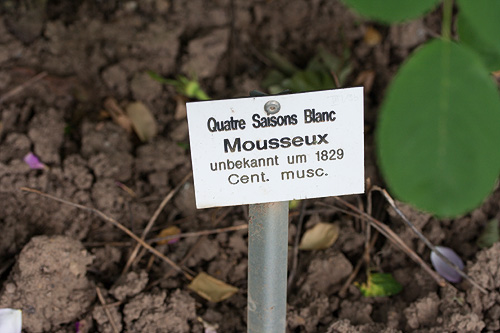 Quatre Saisons Blanc
Mousseux
unbekannt um 1829
Cent. musc.